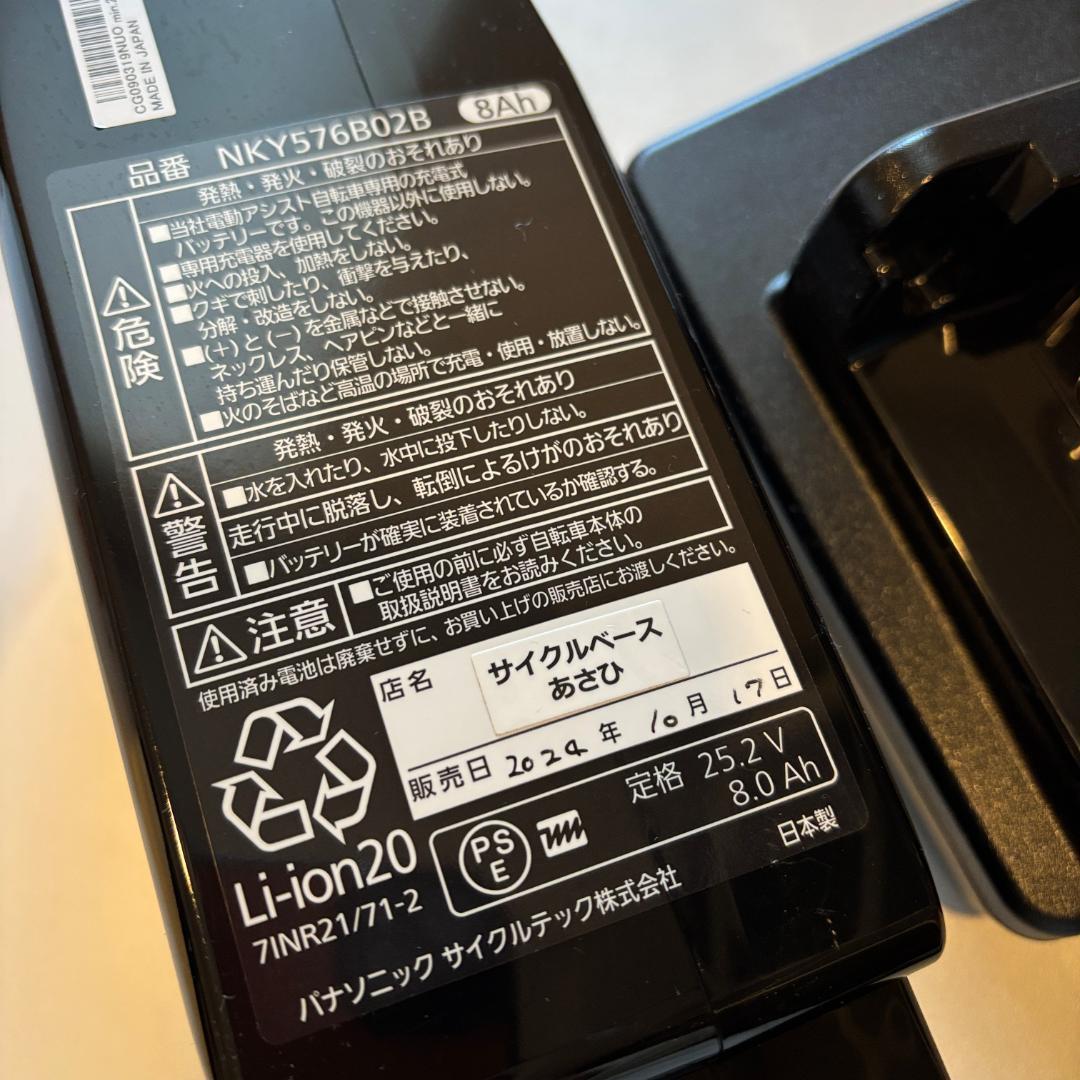 CG090319NUO min.
MADE IN JAPAN
品番 NKY576B02B 8Ah
危険
発熱・発火・破裂のおそれあり
■当社電動アシスト自転車専用の充電式
バッテリーです。この機器以外に使用しない。
■専用充電器を使用してください。
■火への投入、加熱をしない。
■クギで刺したり、衝撃を与えたり、
分解・改造をしない。
■(+)と(−)を金属などで接触させない。
ネックレス、ヘアピンなどと一緒に
持ち運んだり保管しない。
■火のそばなど高温の場所で充電・使用・放置しない。
警告
発熱・発火・破裂のおそれあり
■水を入れたり、水中に投下したりしない。
走行中に脱落し、転倒によるけがのおそれあり
■バッテリーが確実に装着されているか確認する。
注意
■ご使用の前に必ず自転車本体の
取扱説明書をお読みください。
使用済み電池は廃棄せずに、お買い上げの販売店にお渡しください。
店名 サイクルベース
あさひ
販売日 2024 年 10 月 17 日
Li-ion20
7INR21/71-2
PS
E
定格 25.2 V
8.0 Ah
日本製
パナソニック サイクルテック株式会社